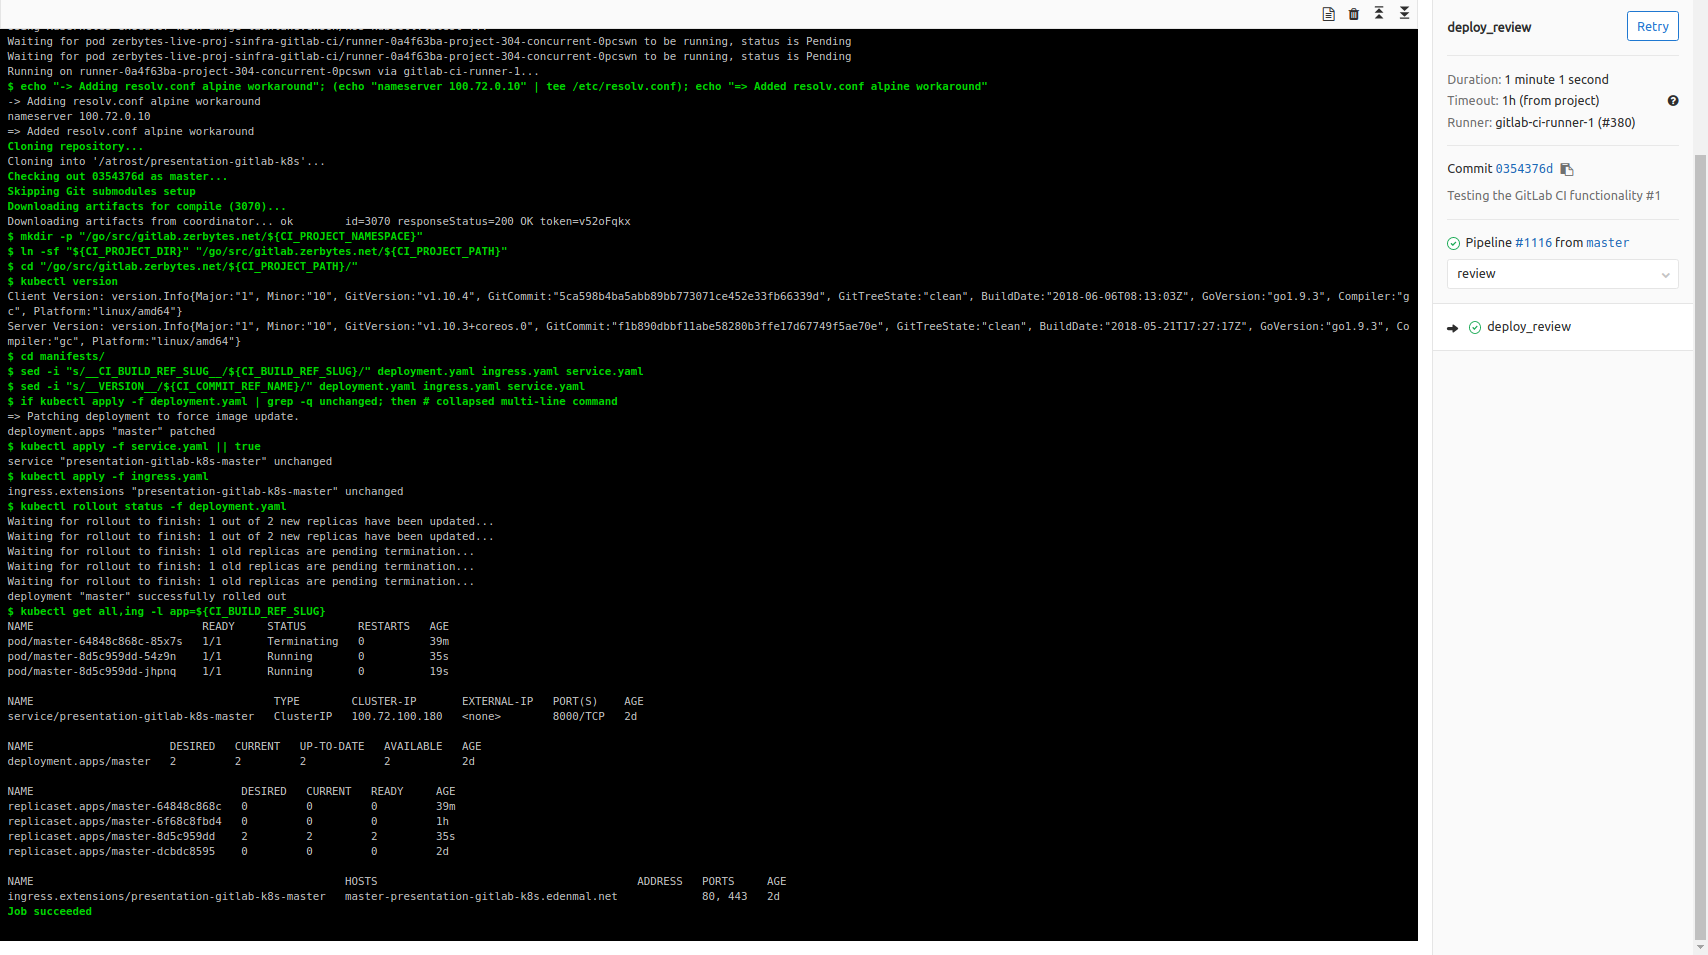 Waiting for pod zerbytes-live-proj-sinfra-gitlab-ci/runner-0a4f63ba-project-304-concurrent-0pcswn to be running, status is Pending
Waiting for pod zerbytes-live-proj-sinfra-gitlab-ci/runner-0a4f63ba-project-304-concurrent-0pcswn to be running, status is Pending
Running on runner-0a4f63ba-project-304-concurrent-0pcswn via gitlab-ci-runner-1...
$ echo "-> Adding resolv.conf alpine workaround"; (echo "nameserver 100.72.0.10" | tee /etc/resolv.conf); echo "=> Added resolv.conf alpine workaround"
-> Adding resolv.conf alpine workaround
nameserver 100.72.0.10
=> Added resolv.conf alpine workaround
Cloning repository...
Cloning into '/atrost/presentation-gitlab-k8s'...
Checking out 0354376d as master...
Skipping Git submodules setup
Downloading artifacts for compile (3070)...
Downloading artifacts from coordinator... ok        id=3070 responseStatus=200 OK token=v52oFqkx
$ mkdir -p "/go/src/gitlab.zerbytes.net/${CI_PROJECT_NAMESPACE}"
$ ln -sf "${CI_PROJECT_DIR}" "/go/src/gitlab.zerbytes.net/${CI_PROJECT_PATH}"
$ cd "/go/src/gitlab.zerbytes.net/${CI_PROJECT_PATH}/"
$ kubectl version
Client Version: version.Info{Major:"1", Minor:"10", GitVersion:"v1.10.4", GitCommit:"5ca598b4ba5abb89bb773071ce452e33fb66339d", GitTreeState:"clean", BuildDate:"2018-06-06T08:13:03Z", GoVersion:"go1.9.3", Compiler:"g
c", Platform:"linux/amd64"}
Server Version: version.Info{Major:"1", Minor:"10", GitVersion:"v1.10.3+coreos.0", GitCommit:"f1b890dbbf11abe58280b3ffe17d67749f5ae70e", GitTreeState:"clean", BuildDate:"2018-05-21T17:27:17Z", GoVersion:"go1.9.3", Co
mpiler:"gc", Platform:"linux/amd64"}
$ cd manifests/
$ sed -i "s/__CI_BUILD_REF_SLUG__/${CI_BUILD_REF_SLUG}/" deployment.yaml ingress.yaml service.yaml
$ sed -i "s/__VERSION__/${CI_COMMIT_REF_NAME}/" deployment.yaml ingress.yaml service.yaml
$ if kubectl apply -f deployment.yaml | grep -q unchanged; then # collapsed multi-line command
=> Patching deployment to force image update.
deployment.apps "master" patched
$ kubectl apply -f service.yaml || true
service "presentation-gitlab-k8s-master" unchanged
$ kubectl apply -f ingress.yaml
ingress.extensions "presentation-gitlab-k8s-master" unchanged
$ kubectl rollout status -f deployment.yaml
Waiting for rollout to finish: 1 out of 2 new replicas have been updated...
Waiting for rollout to finish: 1 out of 2 new replicas have been updated...
Waiting for rollout to finish: 1 old replicas are pending termination...
Waiting for rollout to finish: 1 old replicas are pending termination...
Waiting for rollout to finish: 1 old replicas are pending termination...
deployment "master" successfully rolled out
$ kubectl get all,ing -l app=${CI_BUILD_REF_SLUG}
NAME READY STATUS RESTARTS AGE
pod/master-64848c868c-85x7s 1/1 Terminating 0 39m
pod/master-8d5c959dd-54z9n 1/1 Running 0 35s
pod/master-8d5c959dd-jhpnq 1/1 Running 0 19s
NAME TYPE CLUSTER-IP EXTERNAL-IP PORT(S) AGE
service/presentation-gitlab-k8s-master ClusterIP 100.72.100.180 <none> 8000/TCP 2d
NAME DESIRED CURRENT UP-TO-DATE AVAILABLE AGE
deployment.apps/master 2 2 2 2 2d
NAME DESIRED CURRENT READY AGE
replicaset.apps/master-64848c868c 0 0 0 39m
replicaset.apps/master-6f68c8fbd4 0 0 0 1h
replicaset.apps/master-8d5c959dd 2 2 2 35s
replicaset.apps/master-dcbdc8595 0 0 0 2d
NAME HOSTS ADDRESS PORTS AGE
ingress.extensions/presentation-gitlab-k8s-master master-presentation-gitlab-k8s.edenmal.net 80, 443 2d
Job succeeded
deploy_review
Retry
Duration: 1 minute 1 second
Timeout: 1h (from project)
Runner: gitlab-ci-runner-1 (#380)
Commit 0354376d
Testing the GitLab CI functionality #1
Pipeline #1116 from master
review
deploy_review